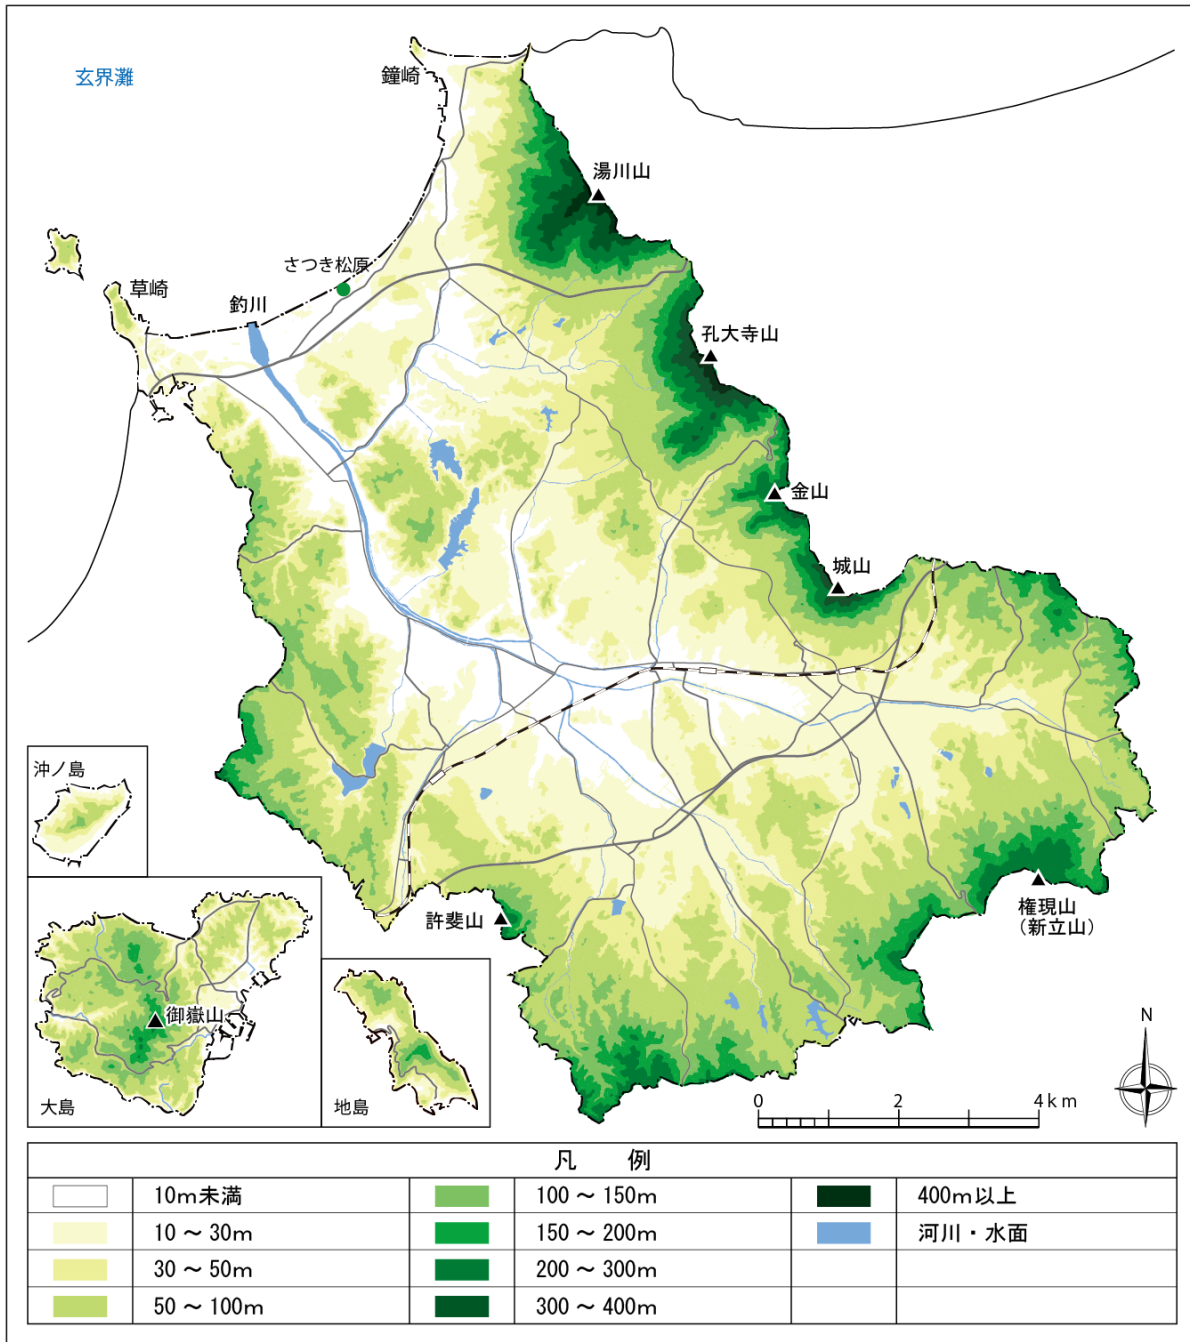 玄界灘
鐘崎
湯川山
さつき松原
草崎
釣川
孔大寺山
金山
城山
沖ノ島
許斐山
権現山
（新立山）
御嶽山
大島
地島
N
0 2 4km
凡 例
10m未満
100 ～ 150m
400m以上
10 ～ 30m
150 ～ 200m
河川・水面
30 ～ 50m
200 ～ 300m
50 ～ 100m
300 ～ 400m